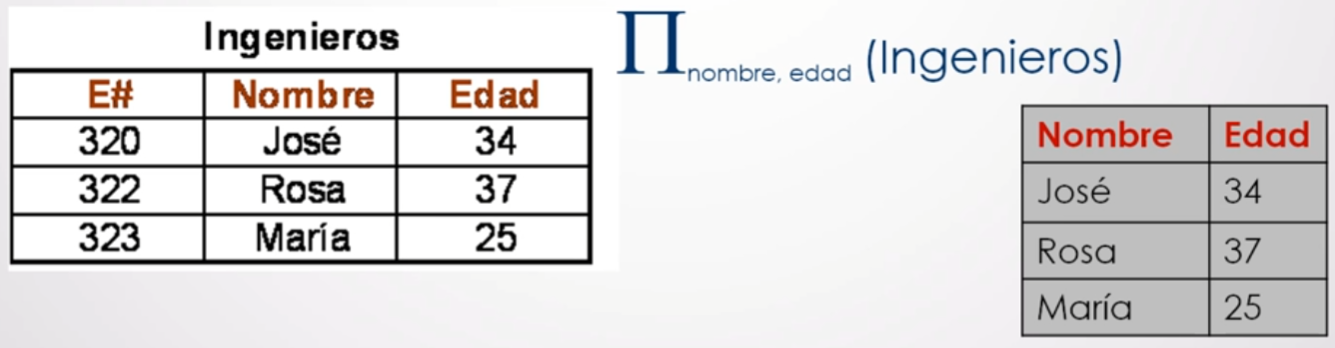 Ingenieros
E# Nombre Edad
320 José 34
322 Rosa 37
323 María 25
∏nombre, edad (Ingenieros)
Nombre Edad
José 34
Rosa 37
María 25